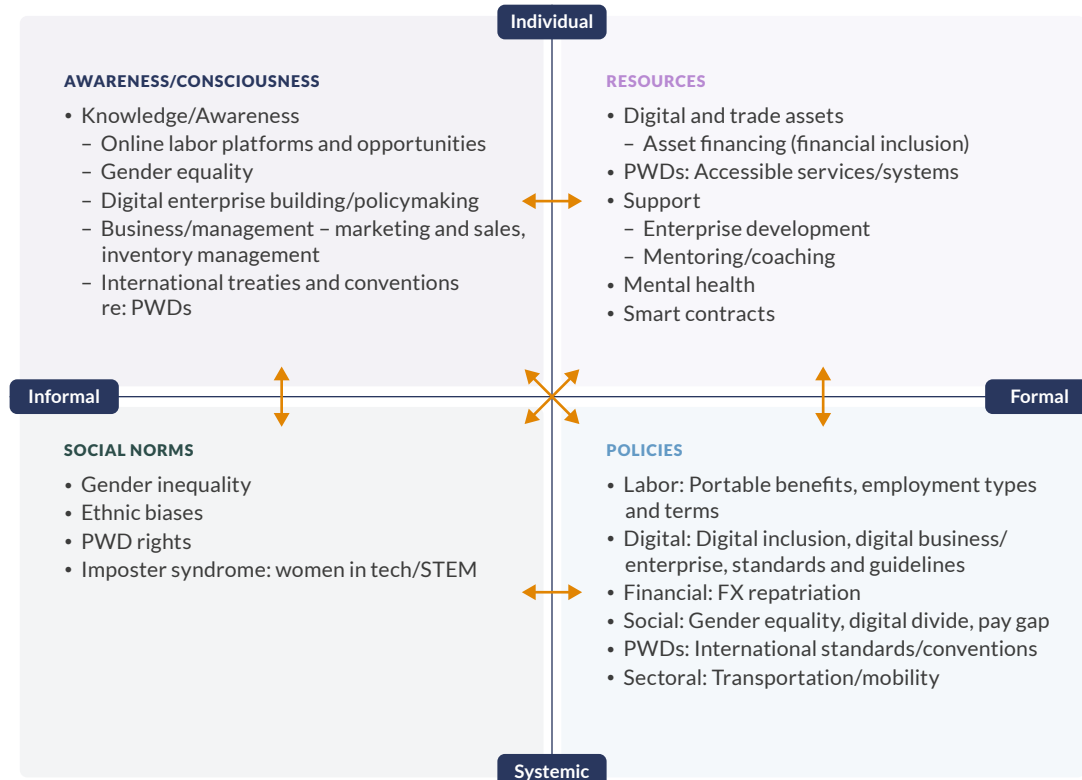 Individual
AWARENESS/CONSCIOUSNESS
• Knowledge/Awareness
– Online labor platforms and opportunities
– Gender equality
– Digital enterprise building/policymaking
– Business/management – marketing and sales,
inventory management
– International treaties and conventions
re: PWDs
RESOURCES
• Digital and trade assets
– Asset financing (financial inclusion)
• PWDs: Accessible services/systems
• Support
– Enterprise development
– Mentoring/coaching
• Mental health
• Smart contracts
Informal
Formal
SOCIAL NORMS
• Gender inequality
• Ethnic biases
• PWD rights
• Imposter syndrome: women in tech/STEM
POLICIES
• Labor: Portable benefits, employment types
and terms
• Digital: Digital inclusion, digital business/
enterprise, standards and guidelines
• Financial: FX repatriation
• Social: Gender equality, digital divide, pay gap
• PWDs: International standards/conventions
• Sectoral: Transportation/mobility
Systemic